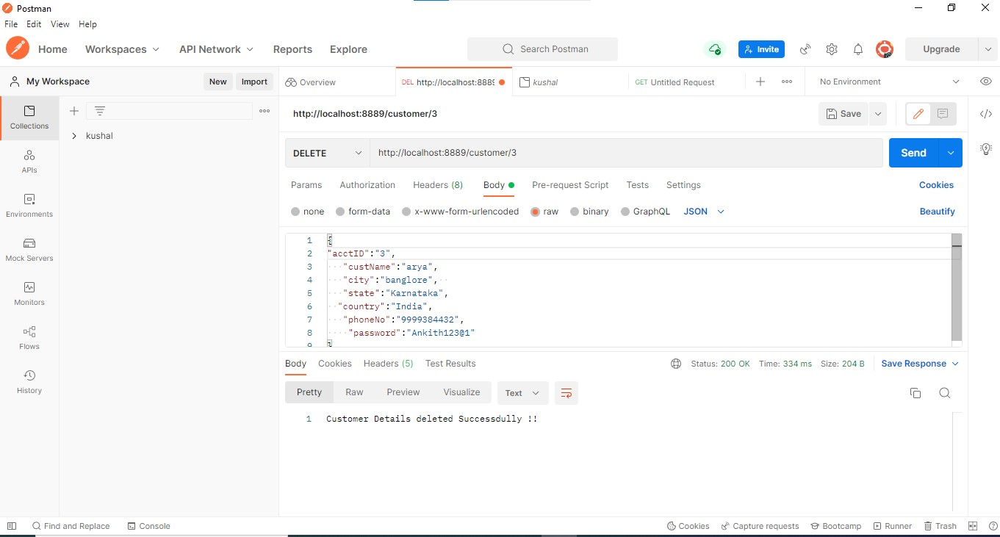 Postman
File Edit View Help
Home Workspaces API Network Reports Explore Search Postman Invite Upgrade
My Workspace New Import Overview DEL http://localhost:8889 kushal GET Untitled Request No Environment
Collections
kushal
APIs
Environments
Mock Servers
Monitors
Flows
History
http://localhost:8889/customer/3 Save
DELETE http://localhost:8889/customer/3 Send
Params Authorization Headers (8) Body Pre-request Script Tests Settings Cookies
none form-data x-www-form-urlencoded raw binary GraphQL JSON Beautify
1 {
2 "acctID":"3",
3 "custName":"arya",
4 "city":"banglore",
5 "state":"Karnataka",
6 "country":"India",
7 "phoneNo":"9999384432",
8 "password":"Ankith123@1"
9 }
Body Cookies Headers (5) Test Results Status: 200 OK Time: 334 ms Size: 204 B Save Response
Pretty Raw Preview Visualize Text
1 Customer Details deleted Successdully !!
Find and Replace Console Cookies Capture requests Bootcamp Runner Trash